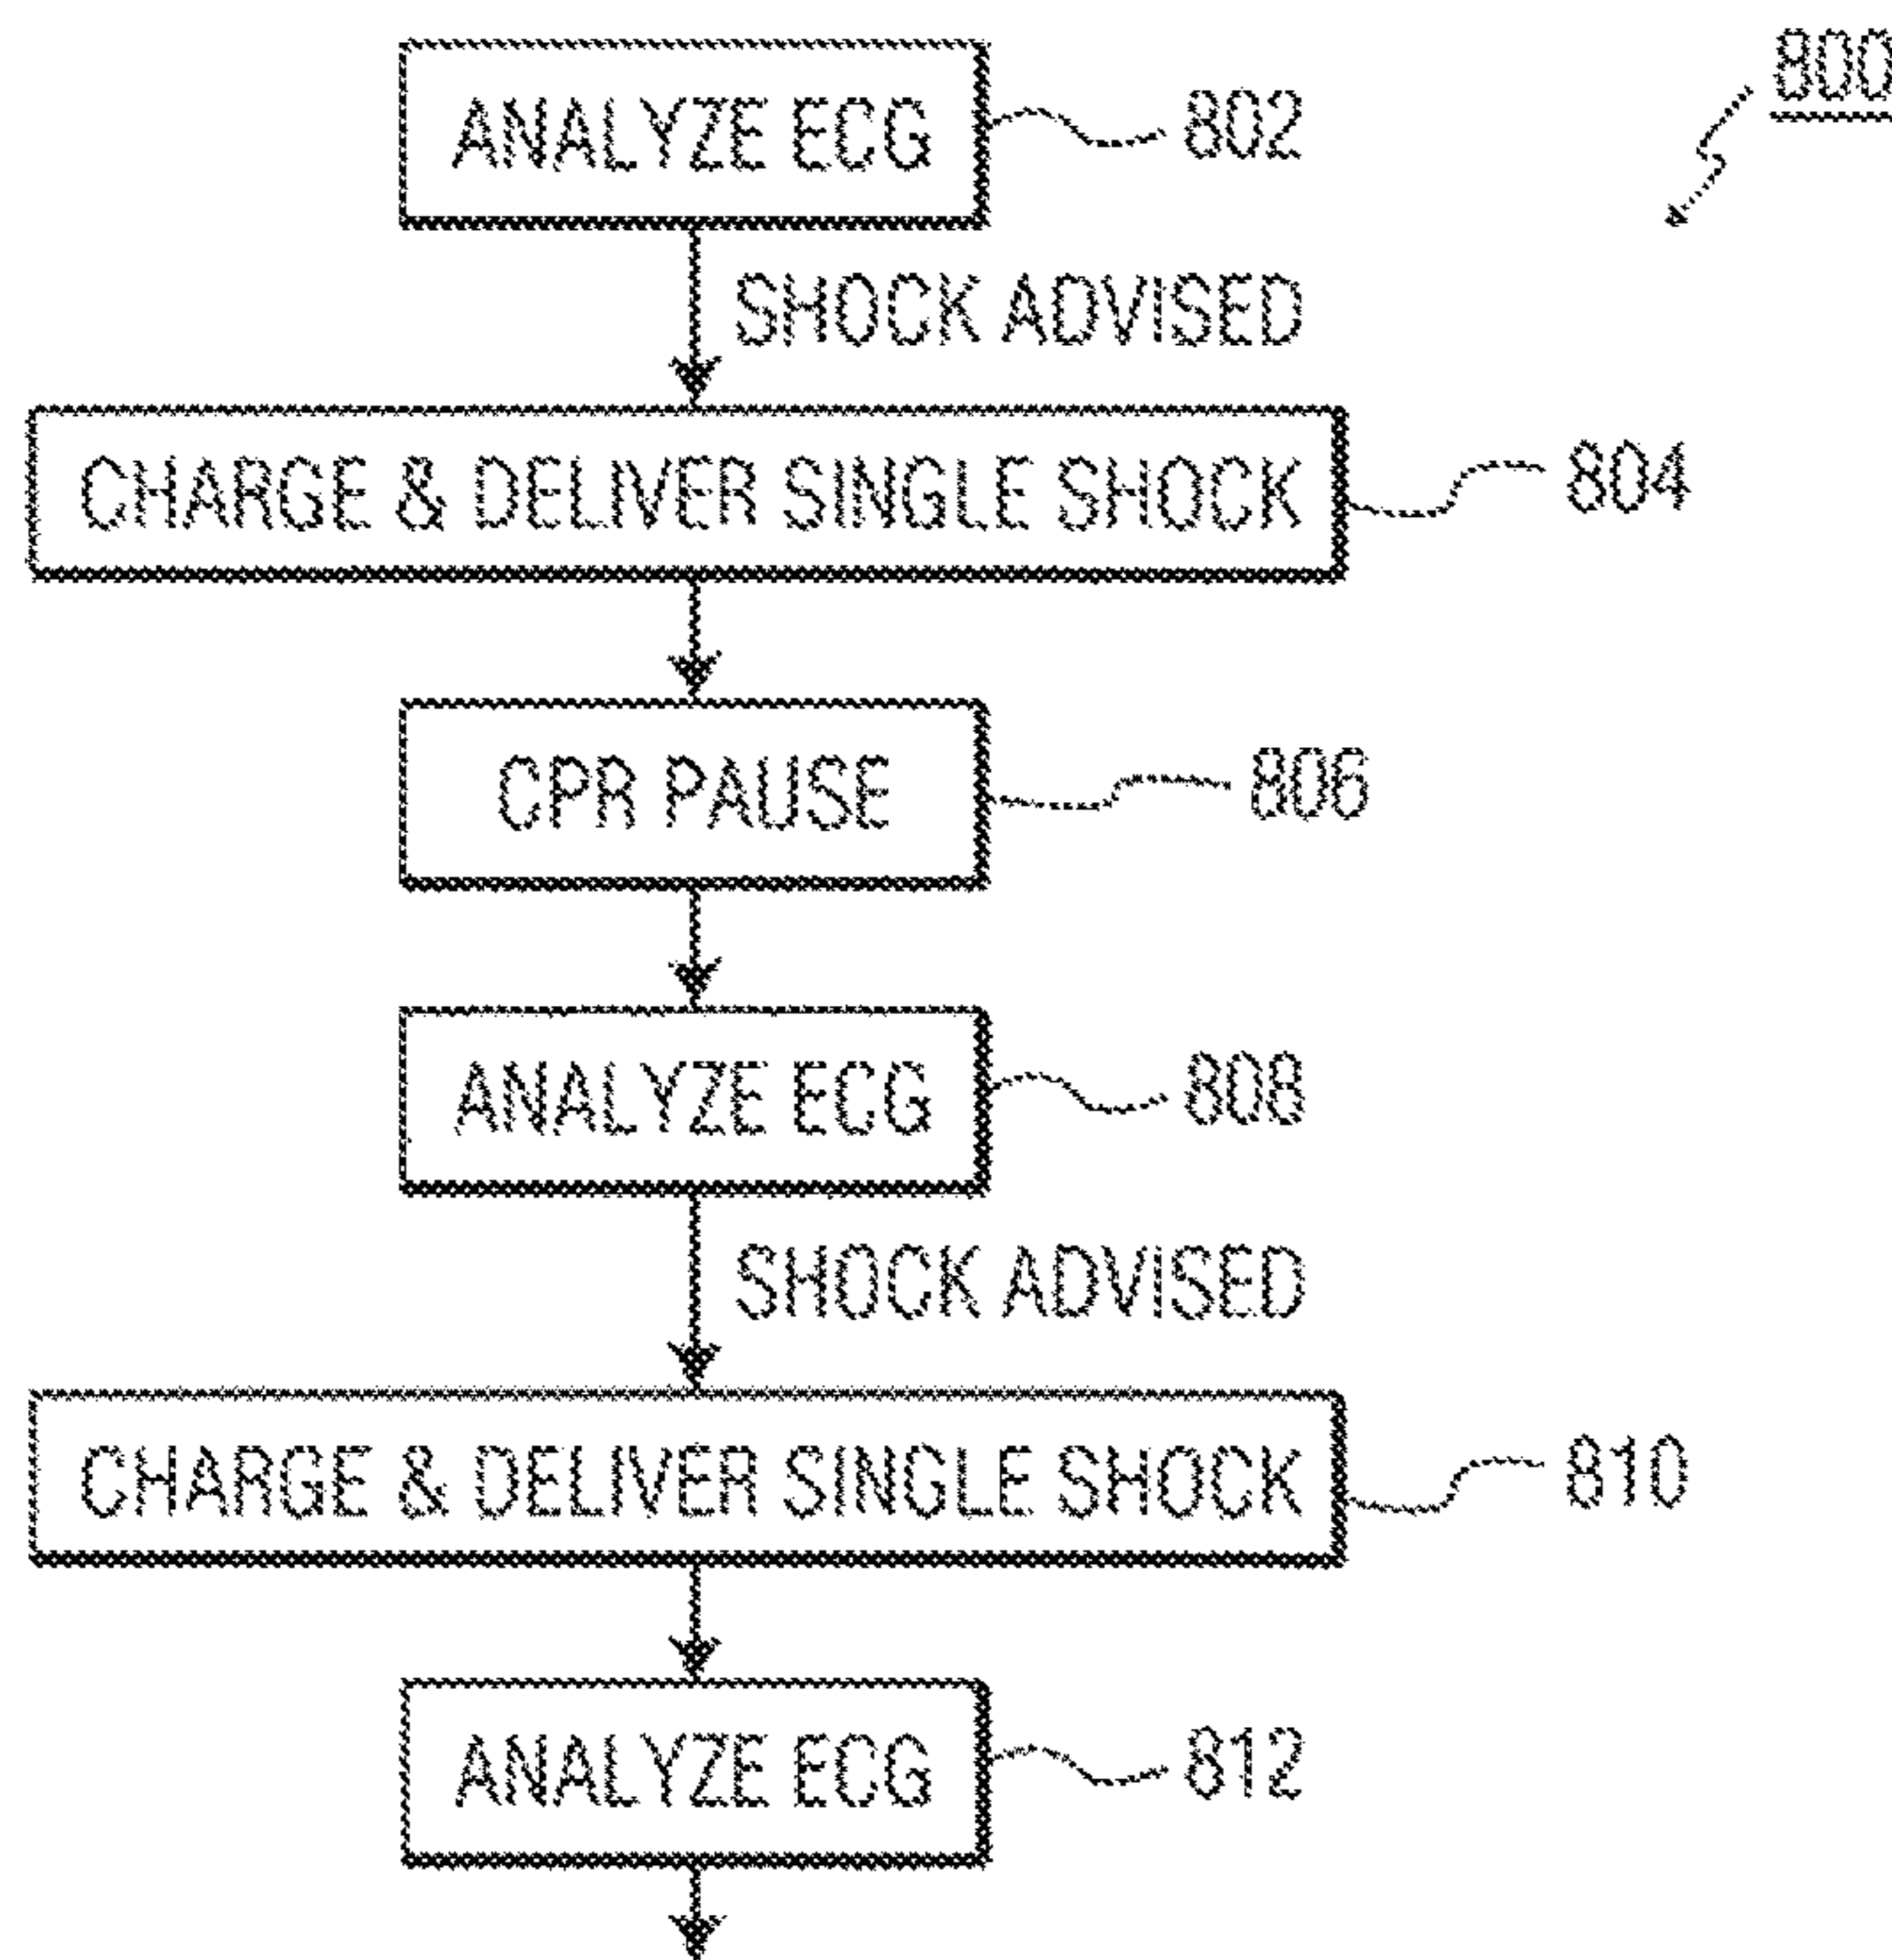 800
ANALYZE ECG 802
SHOCK ADVISED
CHARGE & DELIVER SINGLE SHOCK 804
CPR PAUSE 806
ANALYZE ECG 808
SHOCK ADVISED
CHARGE & DELIVER SINGLE SHOCK 810
ANALYZE ECG 812